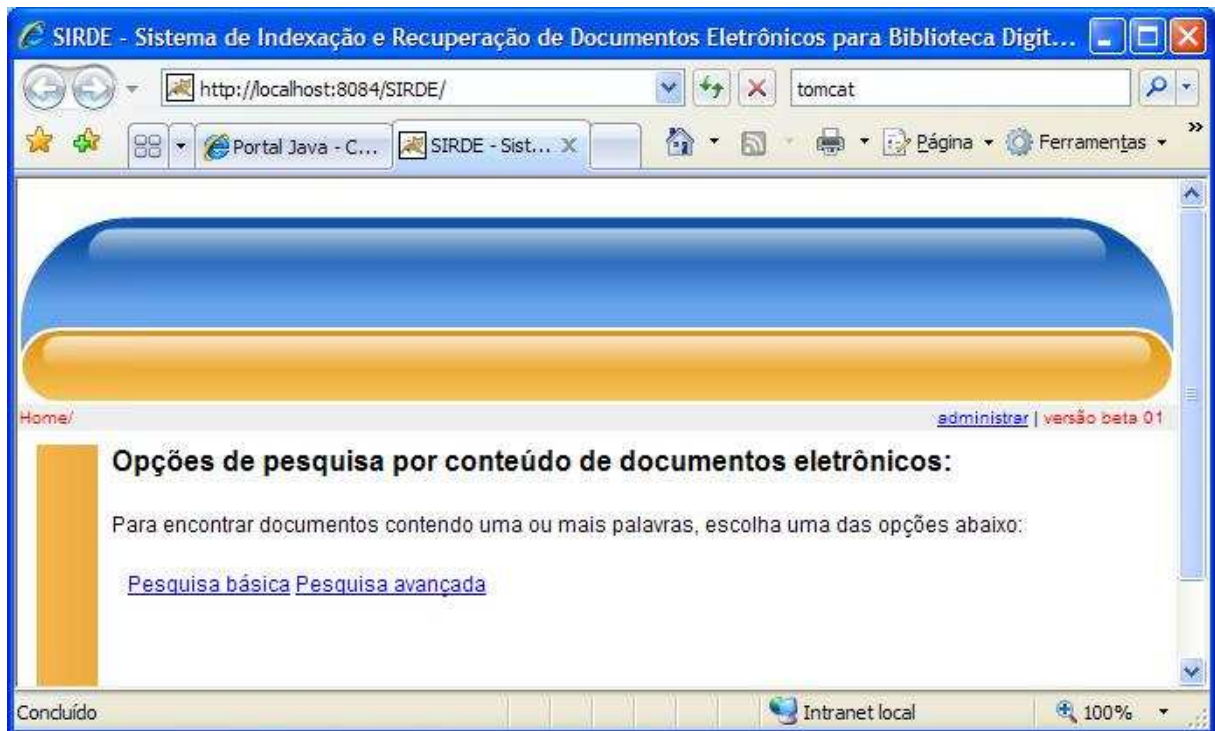 SIRDE - Sistema de Indexação e Recuperação de Documentos Eletrônicos para Biblioteca Digit...
http://localhost:8084/SIRDE/
tomcat
Portal Java - C...
SIRDE - Sist...
Página
Ferramentas
Home/
administrar | versão beta 01
Opções de pesquisa por conteúdo de documentos eletrônicos:
Para encontrar documentos contendo uma ou mais palavras, escolha uma das opções abaixo:
Pesquisa básica Pesquisa avançada
Concluído
Intranet local
100%